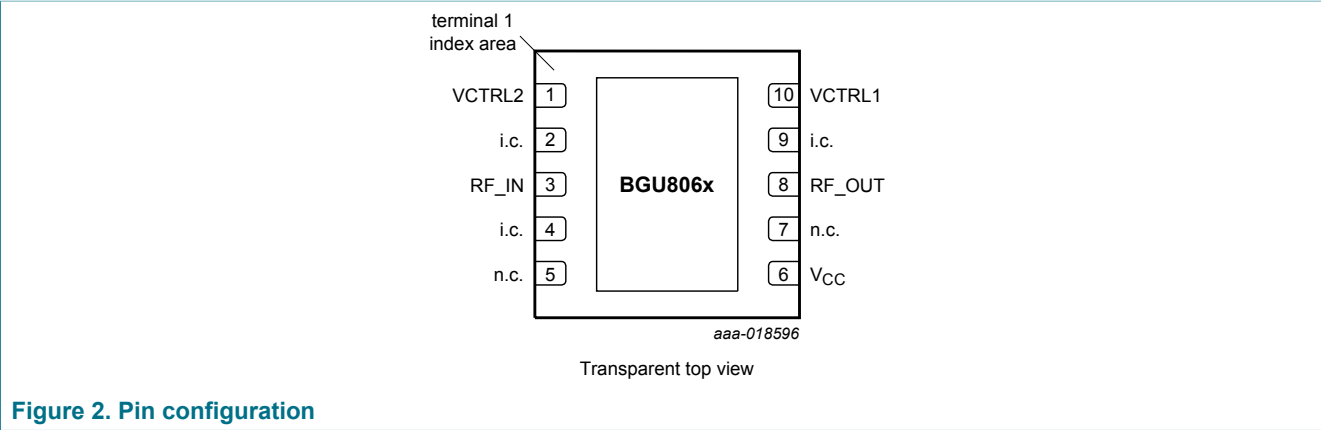 terminal 1
index area
VCTRL2 1
i.c. 2
RF_IN 3
i.c. 4
n.c. 5
BGU806x
10 VCTRL1
9 i.c.
8 RF_OUT
7 n.c.
6 VCC
aaa-018596
Transparent top view
Figure 2. Pin configuration